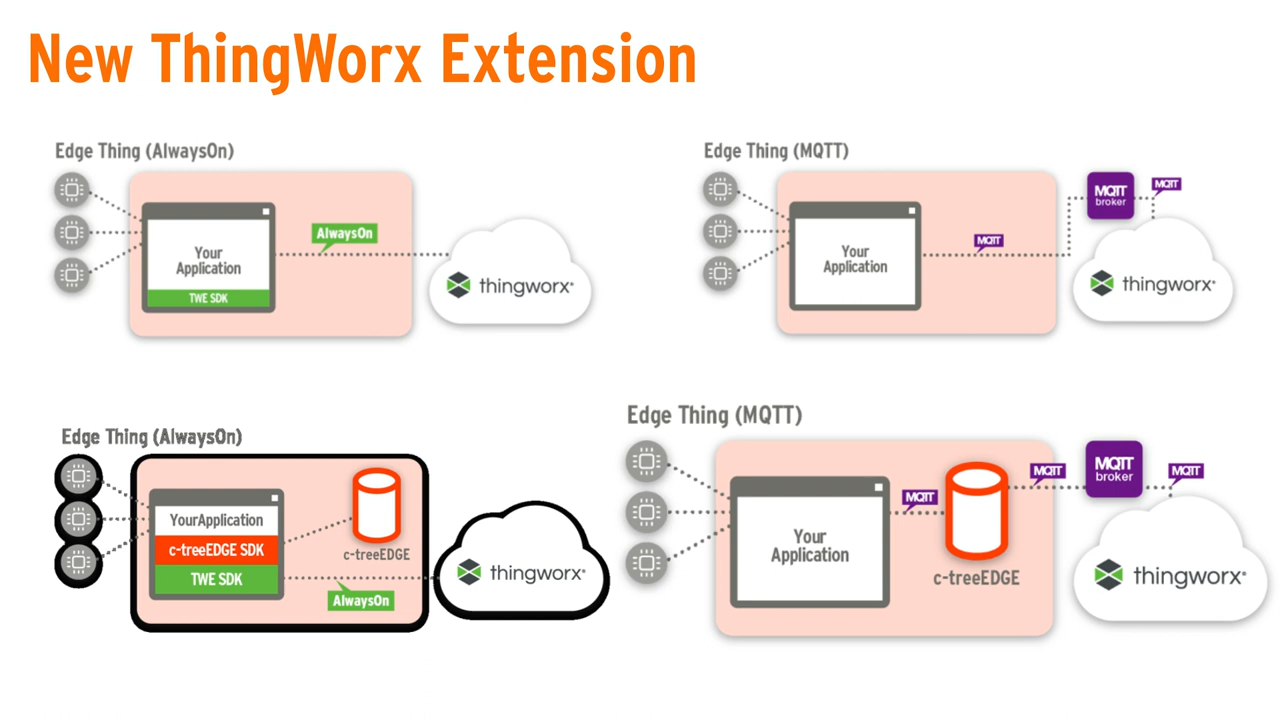 New ThingWorx Extension
Edge Thing (AlwaysOn)
Your
Application
TWE SDK
AlwaysOn
thingworx®
Edge Thing (MQTT)
Your
Application
MQTT
MQTT
broker
MQTT
thingworx®
Edge Thing (AlwaysOn)
YourApplication
c-treeEDGE SDK
TWE SDK
c-treeEDGE
AlwaysOn
thingworx®
Edge Thing (MQTT)
Your
Application
MQTT
c-treeEDGE
MQTT
MQTT
broker
MQTT
thingworx®